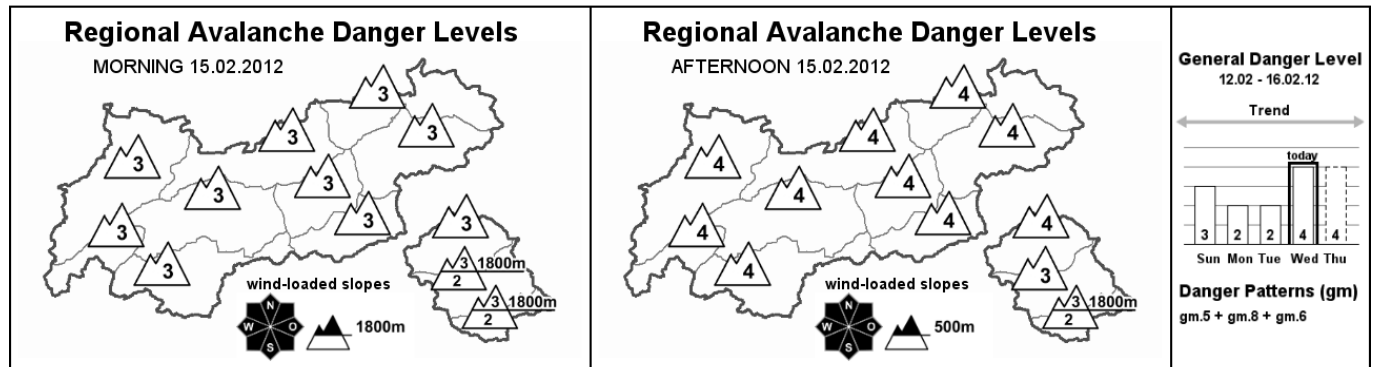 Regional Avalanche Danger Levels
MORNING 15.02.2012
3
3
3
3
3
3
3
3
3
3
3
3 1800m
2
3 1800m
2
wind-loaded slopes
N
W O
S
1800m
Regional Avalanche Danger Levels
AFTERNOON 15.02.2012
4
4
4
4
4
4
4
4
4
4
3
3 1800m
2
wind-loaded slopes
N
W O
S
500m
General Danger Level
12.02 - 16.02.12
Trend
today
3 2 2 4 4
Sun Mon Tue Wed Thu
Danger Patterns (gm)
gm.5 + gm.8 + gm.6